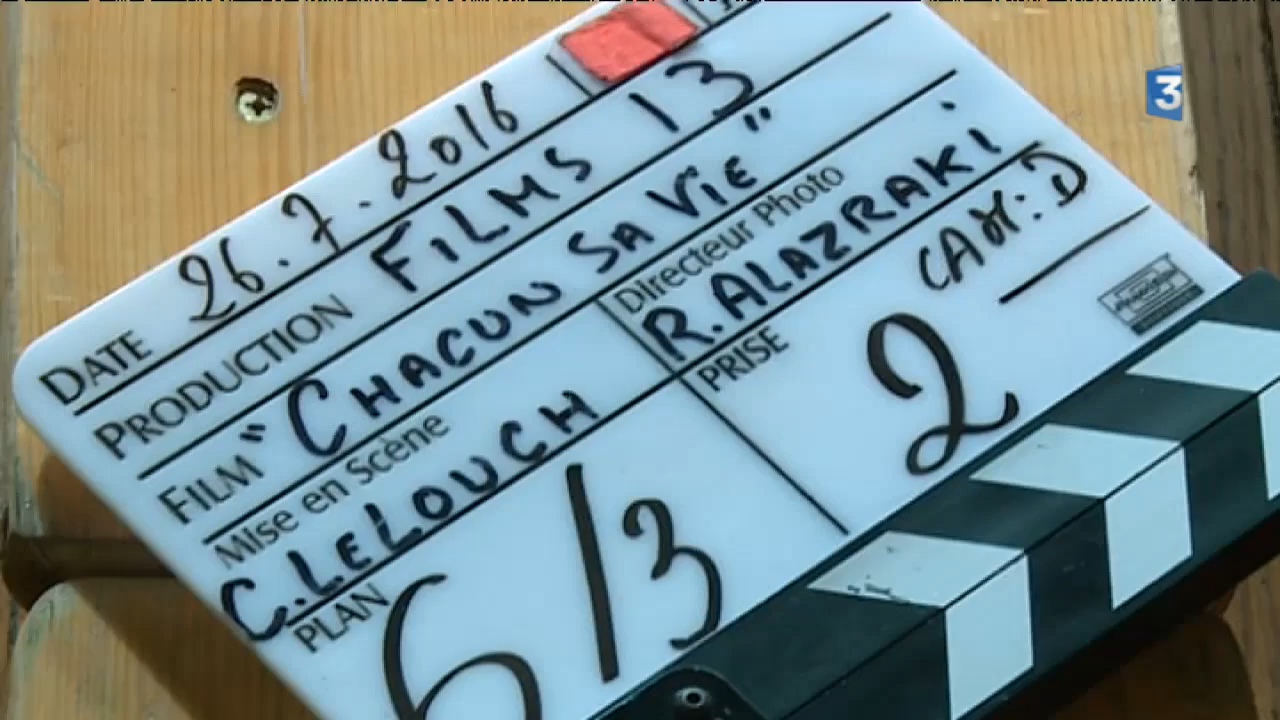 DATE 26.7.2016
PRODUCTION FILMS 13
FILM "CHACUN SA VIE"
Mise en Scène
C. LELOUCH
Directeur Photo
R. ALAZRAKI
PLAN 6/3
PRISE 2
CAM: D
3